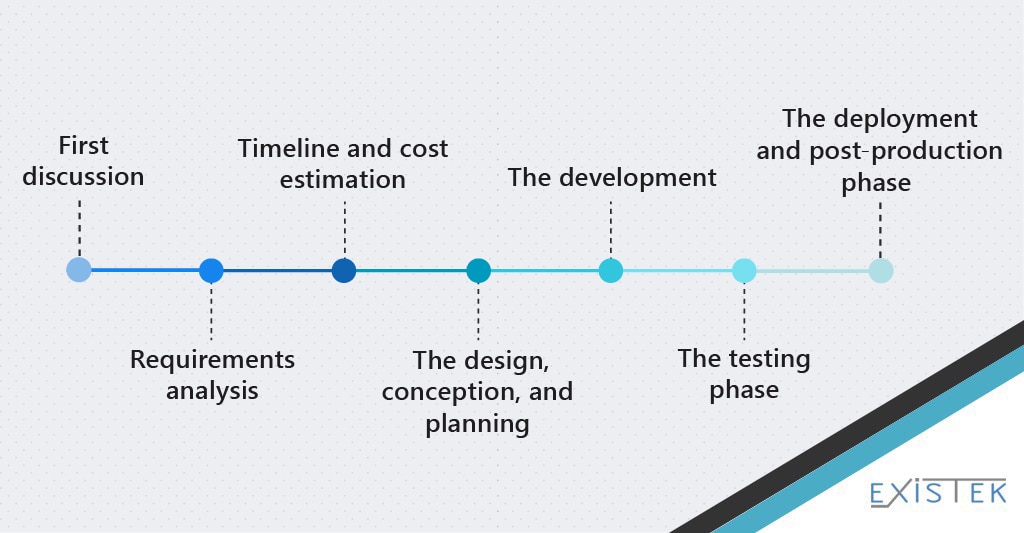 First
discussion
Requirements
analysis
Timeline and cost
estimation
The design,
conception, and
planning
The development
The testing
phase
The deployment
and post-production
phase
EXiSTEK